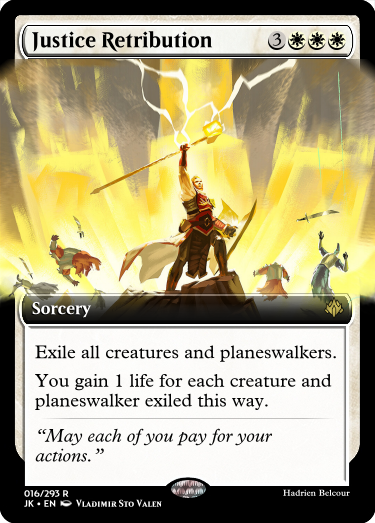 Justice Retribution 3
Sorcery
Exile all creatures and planeswalkers.
You gain 1 life for each creature and
planeswalker exiled this way.
“May each of you pay for your
actions.”
016/293 R
JK • EN Vladimir Sto Valen
Hadrien Belcour